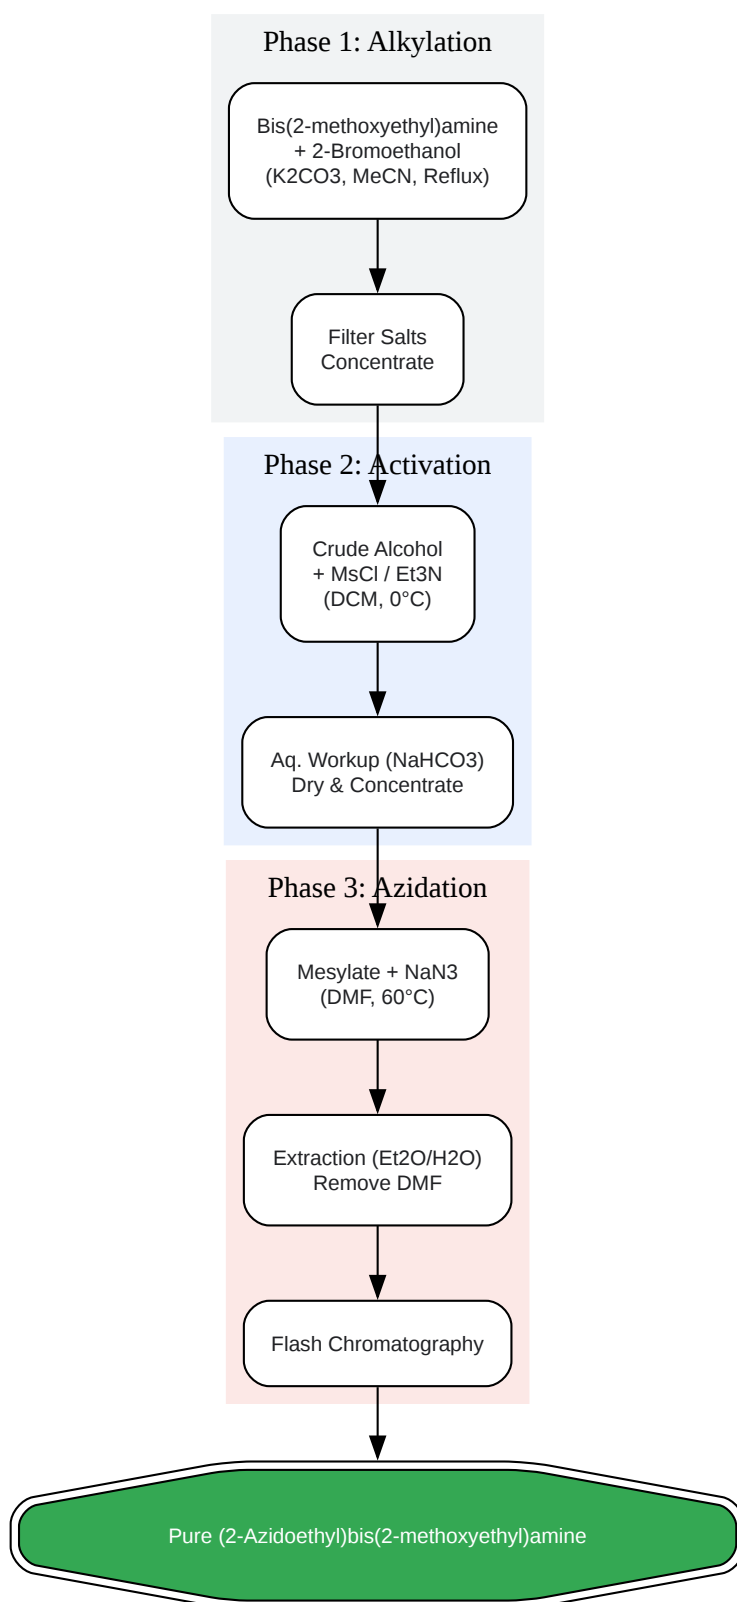 Phase 1: Alkylation
Bis(2-methoxyethyl)amine
+ 2-Bromoethanol
(K2CO3, MeCN, Reflux)
Filter Salts
Concentrate
Phase 2: Activation
Crude Alcohol
+ MsCl / Et3N
(DCM, 0°C)
Aq. Workup (NaHCO3)
Dry & Concentrate
Phase 3: Azidation
Mesylate + NaN3
(DMF, 60°C)
Extraction (Et2O/H2O)
Remove DMF
Flash Chromatography
Pure (2-Azidoethyl)bis(2-methoxyethyl)amine